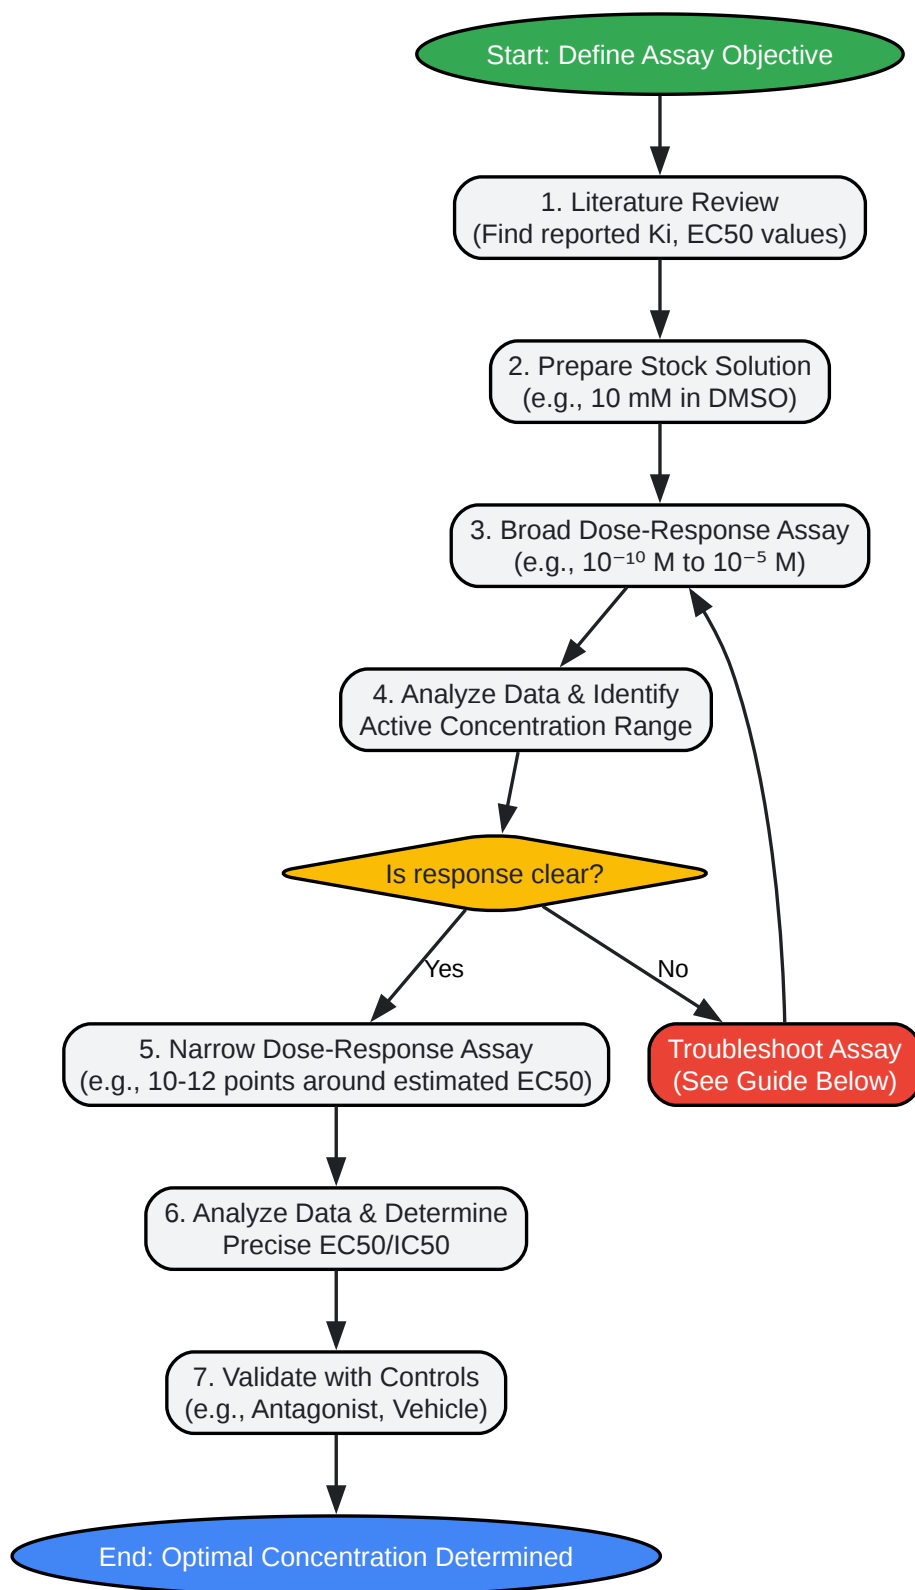 Start: Define Assay Objective
1. Literature Review
(Find reported Ki, EC50 values)
2. Prepare Stock Solution
(e.g., 10 mM in DMSO)
3. Broad Dose-Response Assay
(e.g., 10⁻¹⁰ M to 10⁻⁵ M)
4. Analyze Data & Identify
Active Concentration Range
Is response clear?
Yes
No
5. Narrow Dose-Response Assay
(e.g., 10-12 points around estimated EC50)
Troubleshoot Assay
(See Guide Below)
6. Analyze Data & Determine
Precise EC50/IC50
7. Validate with Controls
(e.g., Antagonist, Vehicle)
End: Optimal Concentration Determined